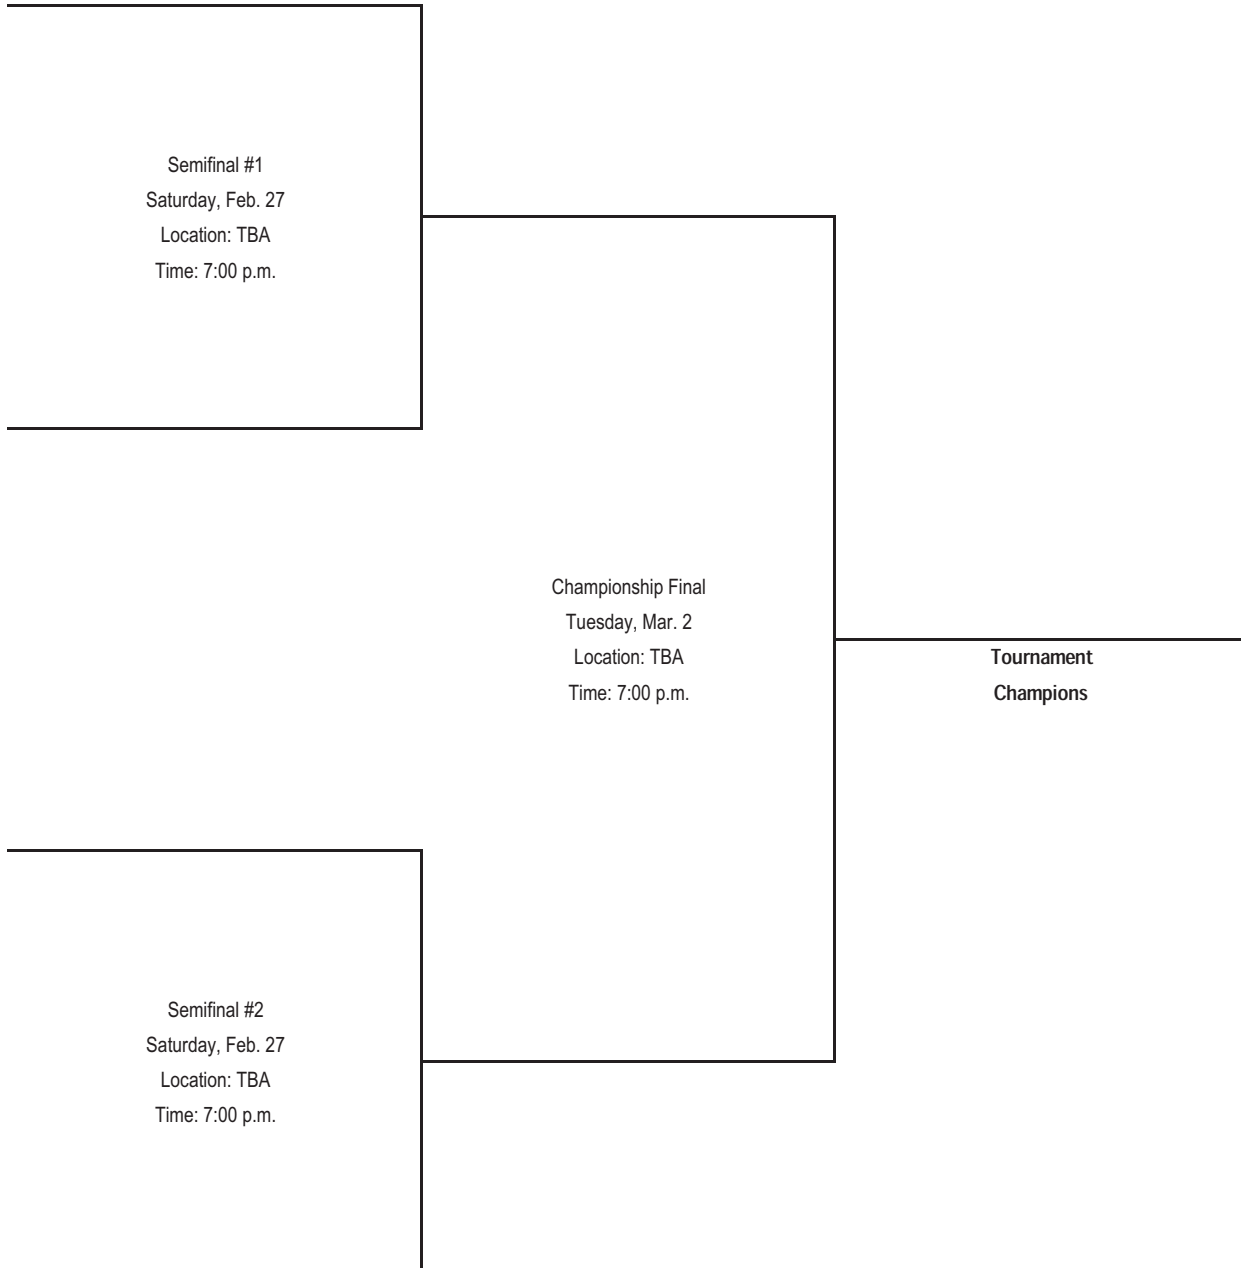 Semifinal #1
Saturday, Feb. 27
Location: TBA
Time: 7:00 p.m.
Championship Final
Tuesday, Mar. 2
Location: TBA
Time: 7:00 p.m.
Tournament
Champions
Semifinal #2
Saturday, Feb. 27
Location: TBA
Time: 7:00 p.m.